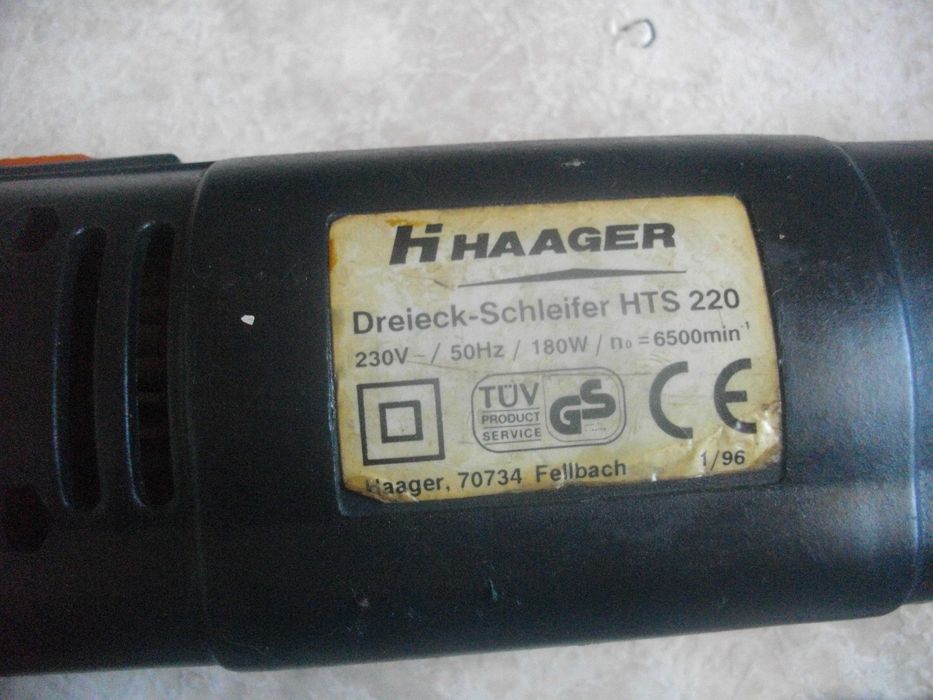 HAAGER
Dreieck-Schleifer HTS 220
230V ~ / 50Hz / 180W / n₀ = 6500min⁻¹
TÜV
PRODUCT
SERVICE
GS
CE
Haager, 70734 Fellbach 1/96